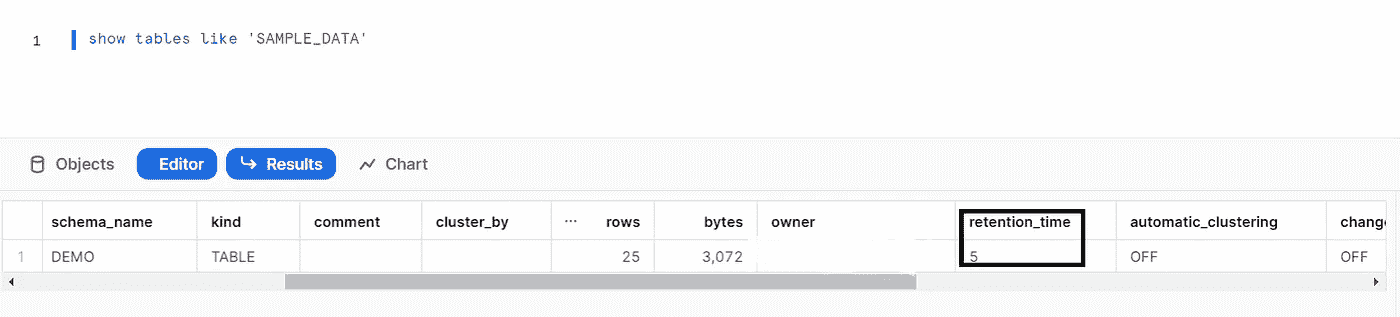 1 show tables like 'SAMPLE_DATA'
Objects Editor Results Chart
schema_name kind comment cluster_by ... rows bytes owner retention_time automatic_clustering change
1 DEMO TABLE 25 3,072 5 OFF OFF